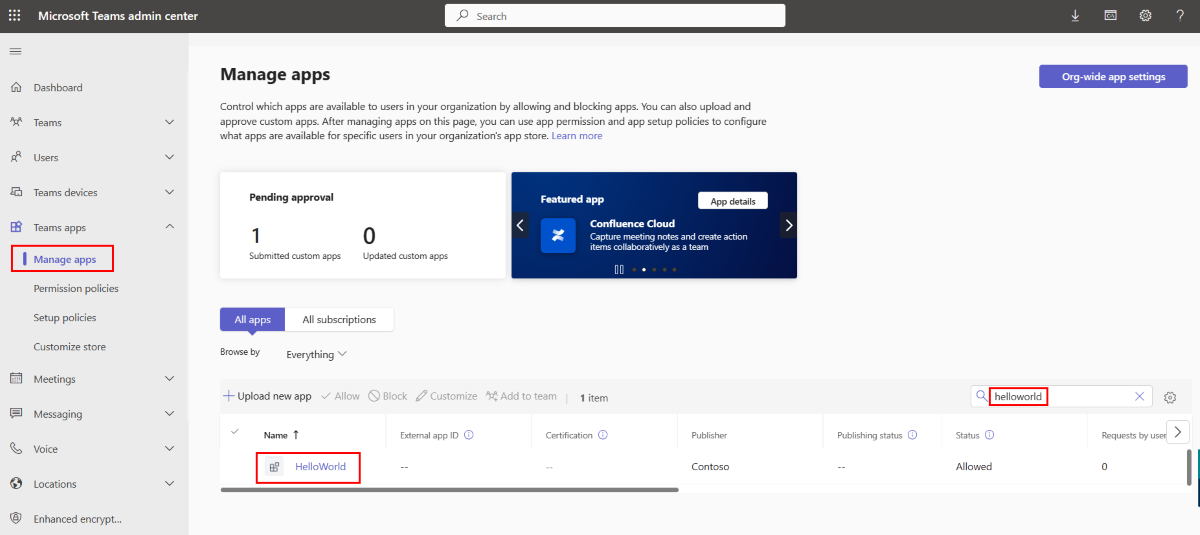 Microsoft Teams admin center
Search
CA
?
Dashboard
Teams
Users
Teams devices
Teams apps
Manage apps
Permission policies
Setup policies
Customize store
Meetings
Messaging
Voice
Locations
Enhanced encrypt...
Manage apps
Org-wide app settings
Control which apps are available to users in your organization by allowing and blocking apps. You can also upload and
approve custom apps. After managing apps on this page, you can use app permission and app setup policies to configure
what apps are available for specific users in your organization's app store. Learn more
Pending approval
1
0
Submitted custom apps
Updated custom apps
Featured app
App details
Confluence Cloud
Capture meeting notes and create action
items collaboratively as a team
All apps
All subscriptions
Browse by
Everything
Upload new app
Allow
Block
Customize
Add to team
1 item
helloworld
Name ↑
External app ID
Certification
Publisher
Publishing status
Status
Requests by user
HelloWorld
--
--
Contoso
--
Allowed
0